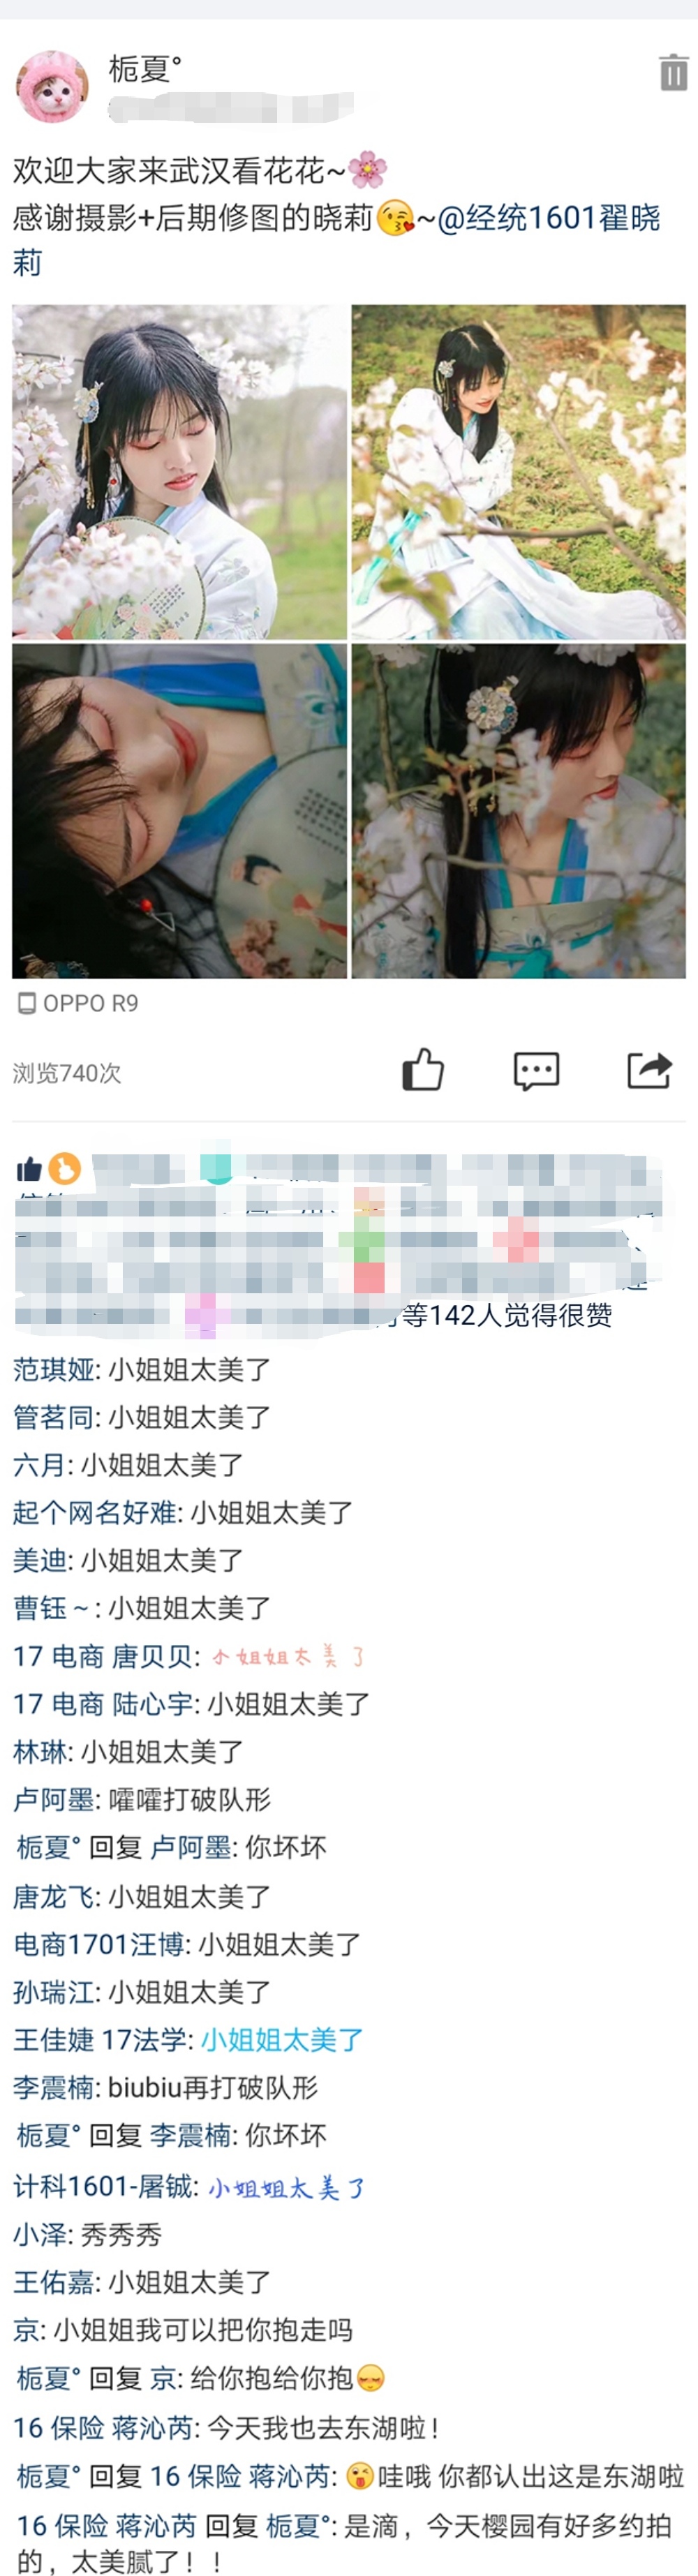 栀夏°
欢迎大家来武汉看花花~🌸
感谢摄影+后期修图的晓莉😘~@经统1601翟晓
莉
OPPO R9
浏览740次
等142人觉得很赞
范琪娅: 小姐姐太美了
管茗同: 小姐姐太美了
六月: 小姐姐太美了
起个网名好难: 小姐姐太美了
美迪: 小姐姐太美了
曹钰 ~ : 小姐姐太美了
17 电商 唐贝贝: 小姐姐太美了
17 电商 陆心宇: 小姐姐太美了
林琳: 小姐姐太美了
卢阿墨: 嚯嚯打破队形
栀夏° 回复 卢阿墨: 你坏坏
唐龙飞: 小姐姐太美了
电商1701汪博: 小姐姐太美了
孙瑞江: 小姐姐太美了
王佳婕 17法学: 小姐姐太美了
李震楠: biubiu再打破队形
栀夏° 回复 李震楠: 你坏坏
计科1601-屠铖: 小姐姐太美了
小泽: 秀秀秀
王佑嘉: 小姐姐太美了
京: 小姐姐我可以把你抱走吗
栀夏° 回复 京: 给你抱给你抱😌
16 保险 蒋沁芮: 今天我也去东湖啦！
栀夏° 回复 16 保险 蒋沁芮: 😜哇哦 你都认出这是东湖啦
16 保险 蒋沁芮 回复 栀夏°: 是滴，今天樱园有好多约拍
的，太美腻了！！